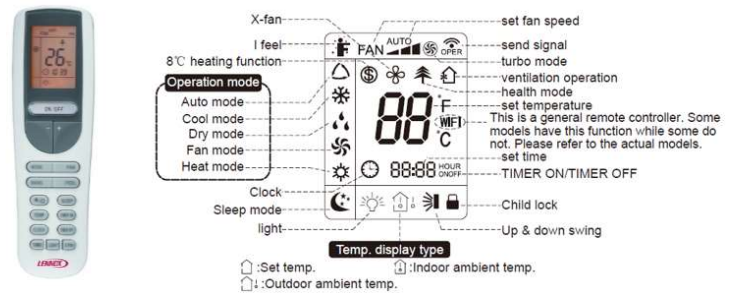 X-fan
I feel
8℃ heating function
Operation mode
Auto mode
Cool mode
Dry mode
Fan mode
Heat mode
Clock
Sleep mode
light
FAN
AUTO
OPER
88
°F
WIFI
°C
88:88
HOUR
ONOFF
set fan speed
send signal
turbo mode
ventilation operation
health mode
set temperature
This is a general remote controller. Some
models have this function while some do
not. Please refer to the actual models.
set time
TIMER ON/TIMER OFF
Child lock
Up & down swing
Temp. display type
:Set temp.
:Indoor ambient temp.
:Outdoor ambient temp.
26
ON/OFF
LENNOX